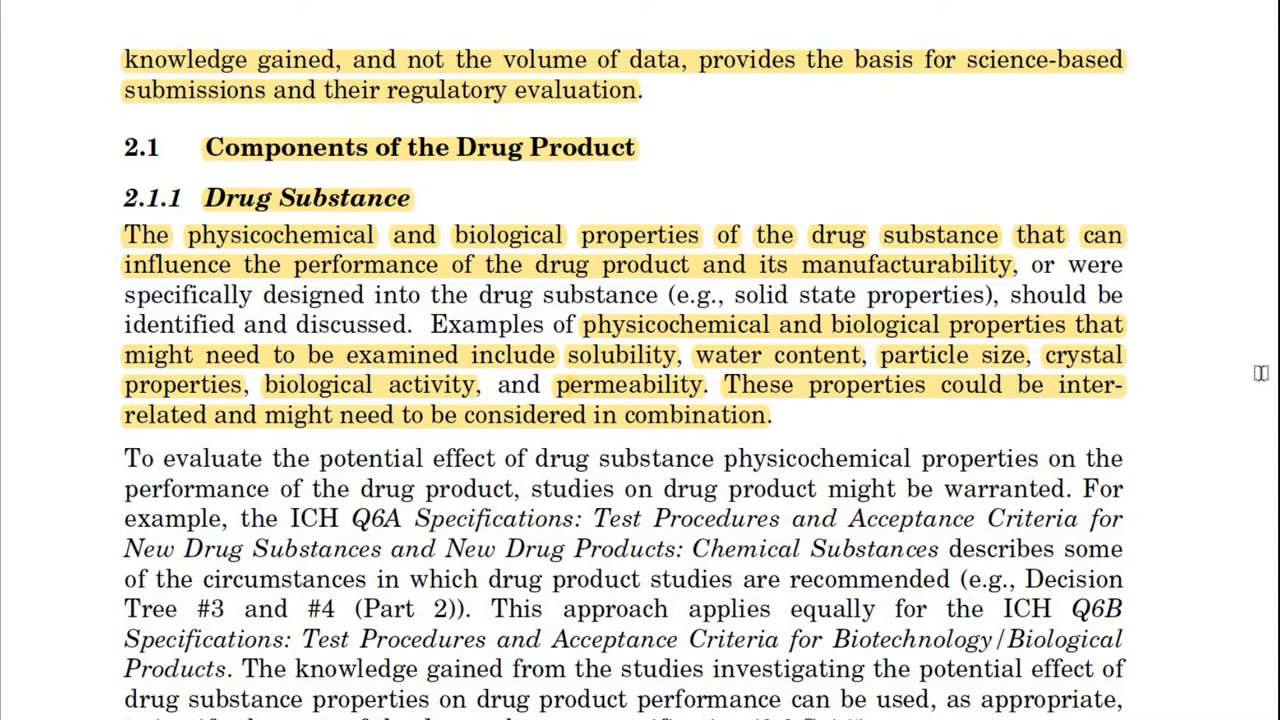 knowledge gained, and not the volume of data, provides the basis for science-based
submissions and their regulatory evaluation.
2.1 Components of the Drug Product
2.1.1 Drug Substance
The physicochemical and biological properties of the drug substance that can
influence the performance of the drug product and its manufacturability, or were
specifically designed into the drug substance (e.g., solid state properties), should be
identified and discussed. Examples of physicochemical and biological properties that
might need to be examined include solubility, water content, particle size, crystal
properties, biological activity, and permeability. These properties could be inter-
related and might need to be considered in combination.
To evaluate the potential effect of drug substance physicochemical properties on the
performance of the drug product, studies on drug product might be warranted. For
example, the ICH Q6A Specifications: Test Procedures and Acceptance Criteria for
New Drug Substances and New Drug Products: Chemical Substances describes some
of the circumstances in which drug product studies are recommended (e.g., Decision
Tree #3 and #4 (Part 2)). This approach applies equally for the ICH Q6B
Specifications: Test Procedures and Acceptance Criteria for Biotechnology/Biological
Products. The knowledge gained from the studies investigating the potential effect of
drug substance properties on drug product performance can be used, as appropriate,